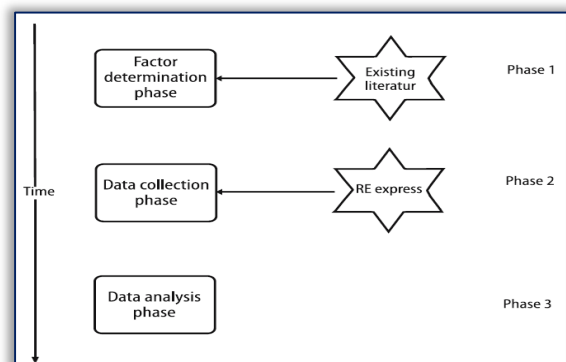 Factor
determination
phase
Existing
literatur
Phase 1
Time
Data collection
phase
RE express
Phase 2
Data analysis
phase
Phase 3